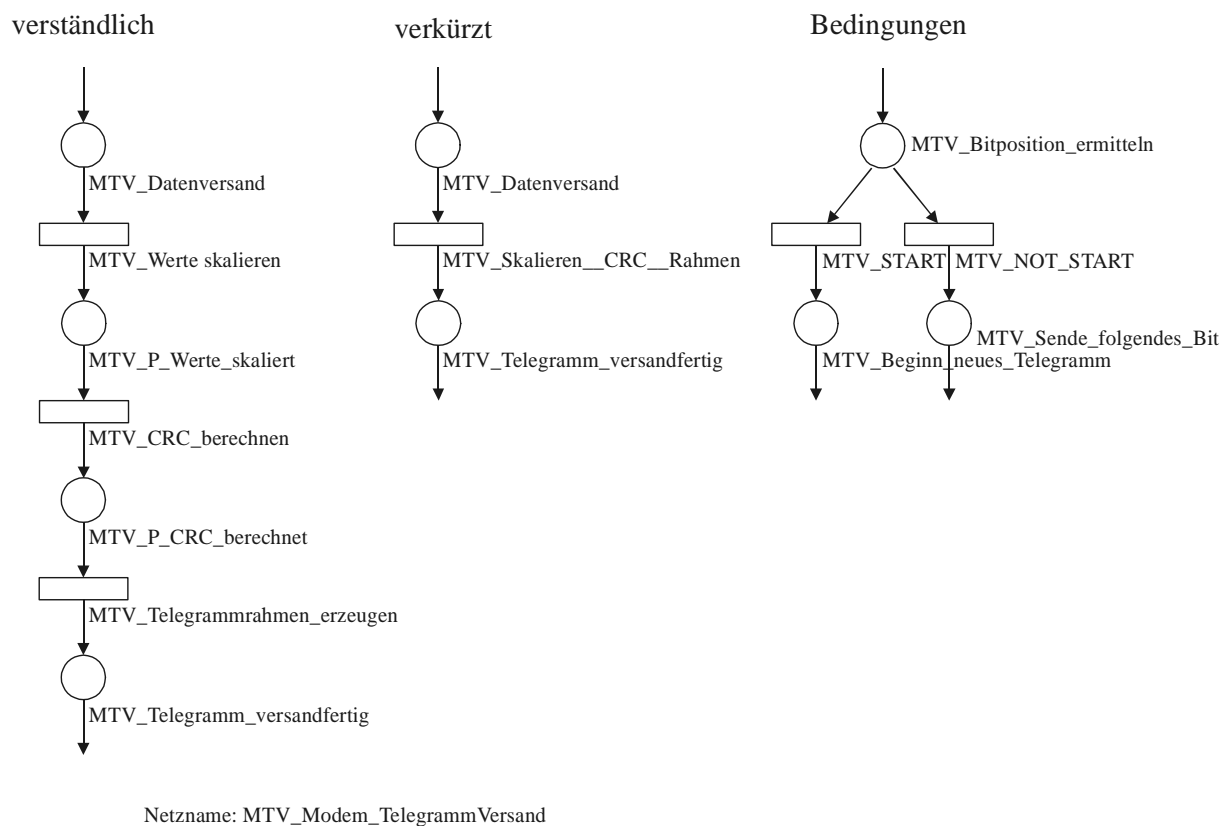 verständlich
MTV_Datenversand
MTV_Werte skalieren
MTV_P_Werte_skaliert
MTV_CRC_berechnen
MTV_P_CRC_berechnet
MTV_Telegrammrahmen_erzeugen
MTV_Telegramm_versandfertig
verkürzt
MTV_Datenversand
MTV_Skalieren__CRC__Rahmen
MTV_Telegramm_versandfertig
Bedingungen
MTV_Bitposition_ermitteln
MTV_START
MTV_NOT_START
MTV_Sende_folgendes_Bit
MTV_Beginn_neues_Telegramm
Netzname: MTV_Modem_TelegrammVersand